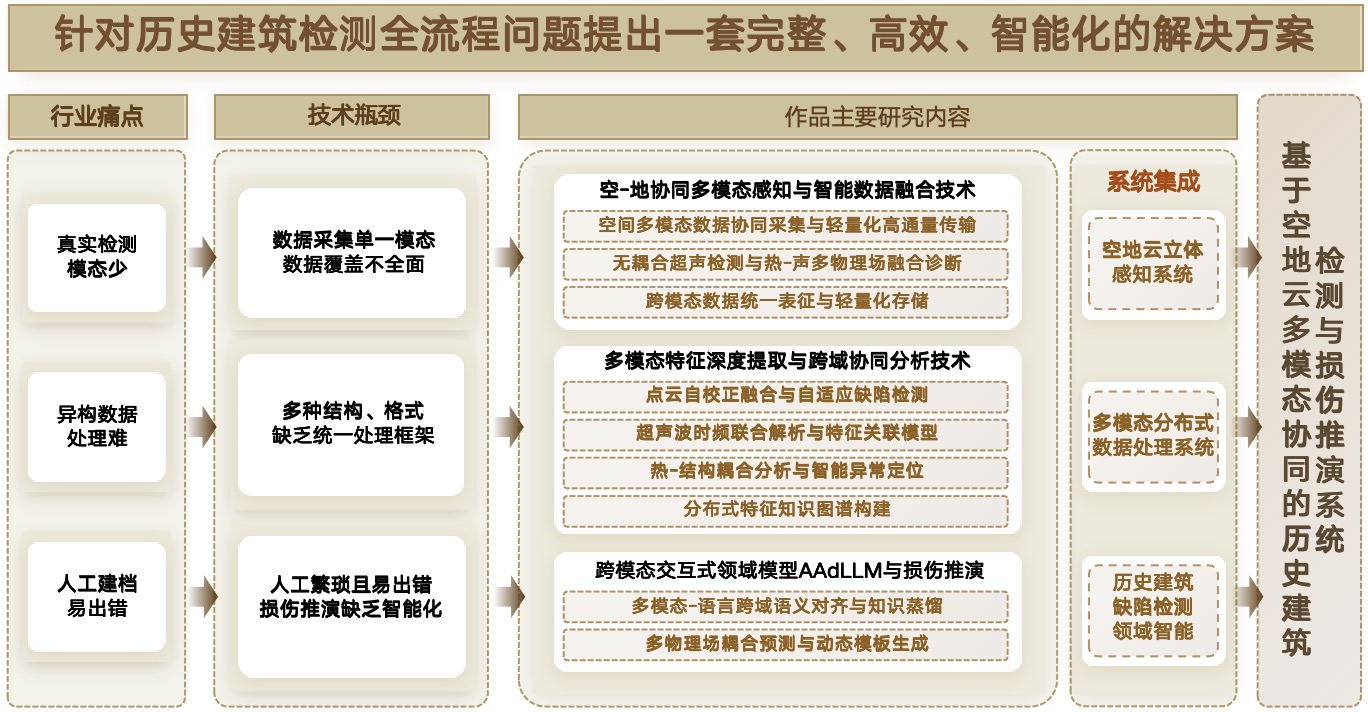 针对历史建筑检测全流程问题提出一套完整、高效、智能化的解决方案
行业痛点
技术瓶颈
作品主要研究内容
真实检测
模态少
异构数据
处理难
人工建档
易出错
数据采集单一模态
数据覆盖不全面
多种结构、格式
缺乏统一处理框架
人工繁琐且易出错
损伤推演缺乏智能化
空-地协同多模态感知与智能数据融合技术
空间多模态数据协同采集与轻量化高通量传输
无耦合超声检测与热-声多物理场融合诊断
跨模态数据统一表征与轻量化存储
多模态特征深度提取与跨域协同分析技术
点云自校正融合与自适应缺陷检测
超声波时频联合解析与特征关联模型
热-结构耦合分析与智能异常定位
分布式特征知识图谱构建
跨模态交互式领域模型AAdLLM与损伤推演
多模态-语言跨域语义对齐与知识蒸馏
多物理场耦合预测与动态模板生成
系统集成
空地云立体
感知系统
多模态分布式
数据处理系统
历史建筑
缺陷检测
领域智能
基于空地云多模态协同的历史建筑
检测与损伤推演系统